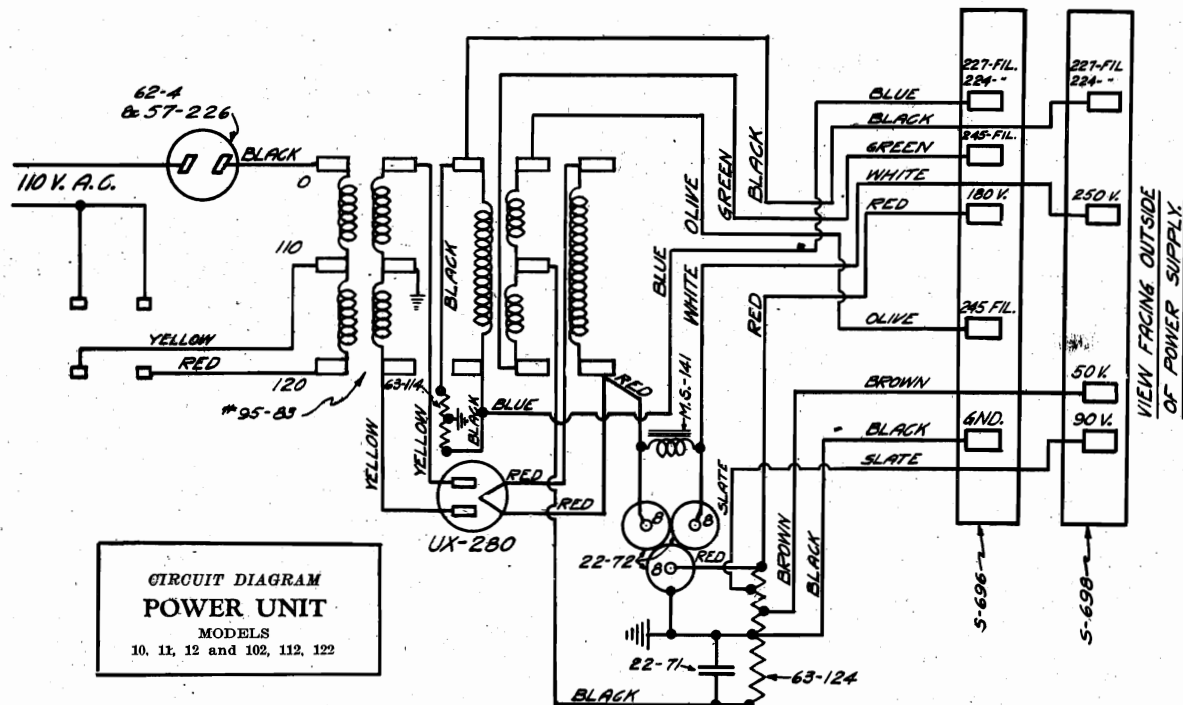 62-4
& 57-226
BLACK
110 V. A.C.
0
110
120
YELLOW
RED
#95-83
YELLOW
YELLOW
63-114
BLACK
BLACK
BLUE
OLIVE
GREEN
BLACK
BLUE
WHITE
RED
M.S.-141
RED
RED
RED
UX-280
22-72
8
8
8
RED
SLATE
BROWN
BLACK
22-71
63-124
BLACK
BLUE
BLACK
GREEN
WHITE
RED
OLIVE
BROWN
BLACK
SLATE
227-FIL.
224- "
245-FIL.
180 V.
245 FIL.
GND.
S-696
227-FIL
224- "
250 V.
50 V.
90 V.
S-698
VIEW FACING OUTSIDE
OF POWER SUPPLY.
CIRCUIT DIAGRAM
POWER UNIT
MODELS
10, 11, 12 and 102, 112, 122